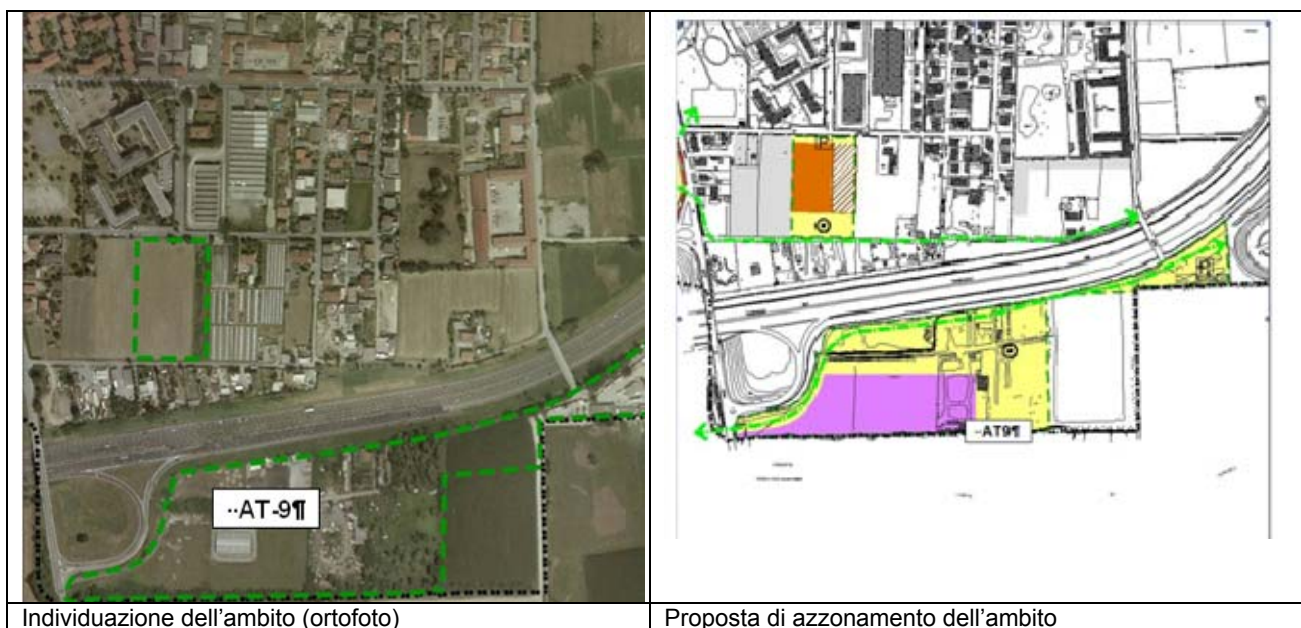 ··AT-9¶
P
··AT9¶
Individuazione dell'ambito (ortofoto)
Proposta di azzonamento dell'ambito